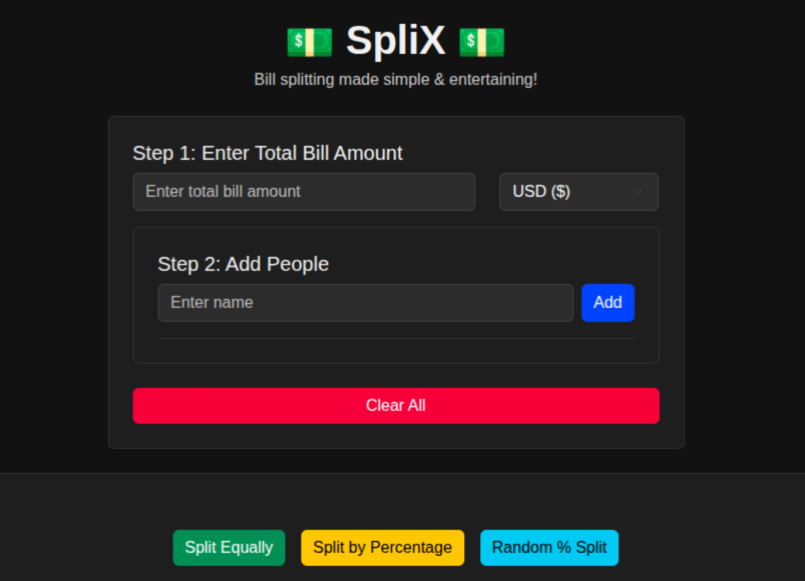 SpliX
Bill splitting made simple & entertaining!
Step 1: Enter Total Bill Amount
Enter total bill amount
USD ($)
Step 2: Add People
Enter name
Add
Clear All
Split Equally
Split by Percentage
Random % Split